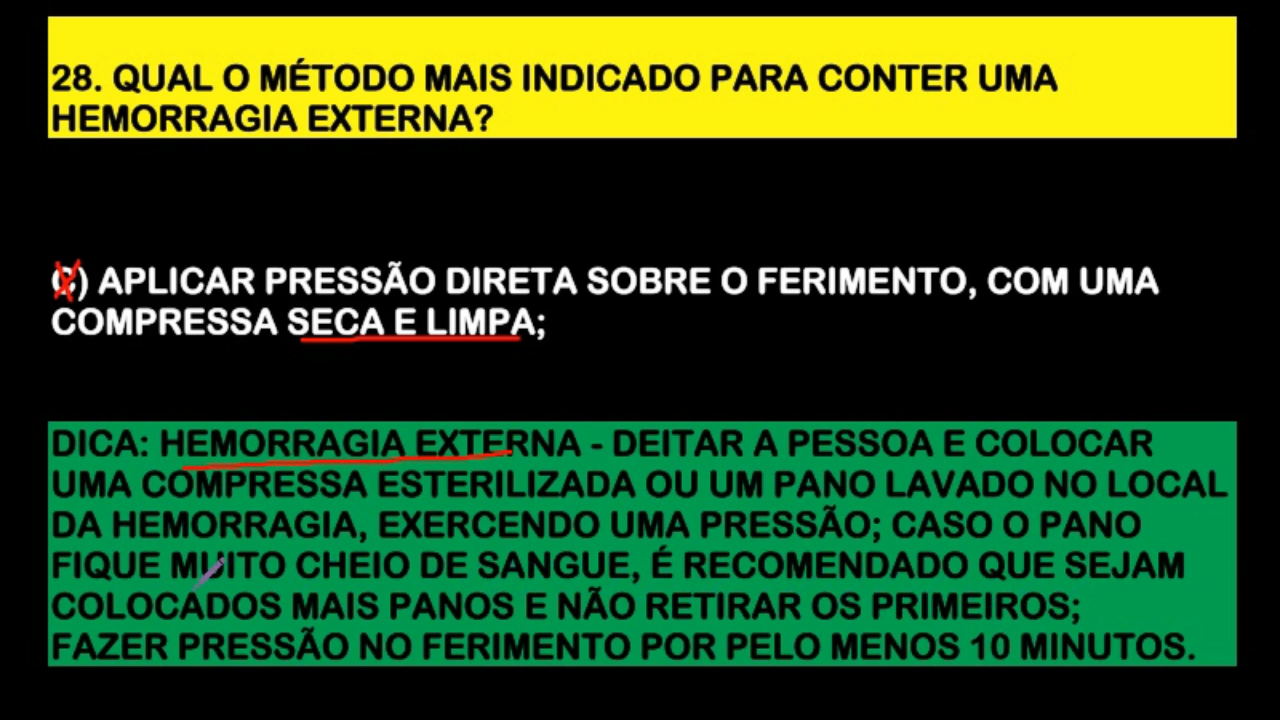 28. QUAL O MÉTODO MAIS INDICADO PARA CONTER UMA
HEMORRAGIA EXTERNA?
C) APLICAR PRESSÃO DIRETA SOBRE O FERIMENTO, COM UMA
COMPRESSA SECA E LIMPA;
DICA: HEMORRAGIA EXTERNA - DEITAR A PESSOA E COLOCAR
UMA COMPRESSA ESTERILIZADA OU UM PANO LAVADO NO LOCAL
DA HEMORRAGIA, EXERCENDO UMA PRESSÃO; CASO O PANO
FIQUE MUITO CHEIO DE SANGUE, É RECOMENDADO QUE SEJAM
COLOCADOS MAIS PANOS E NÃO RETIRAR OS PRIMEIROS;
FAZER PRESSÃO NO FERIMENTO POR PELO MENOS 10 MINUTOS.